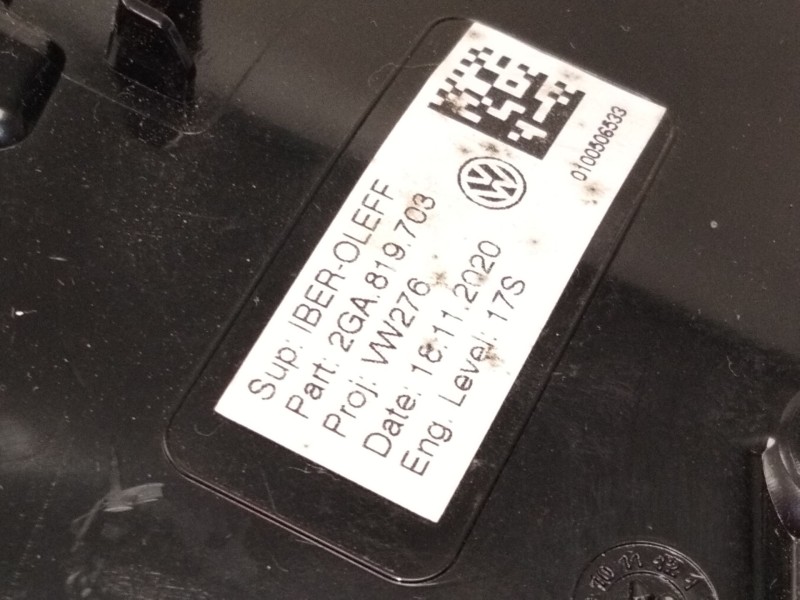 0100506533
Sup: IBER-OLEFF
Part: 2GA.819.703
Proj: VW276
Date: 18.11.2020
Eng. Level: 17S